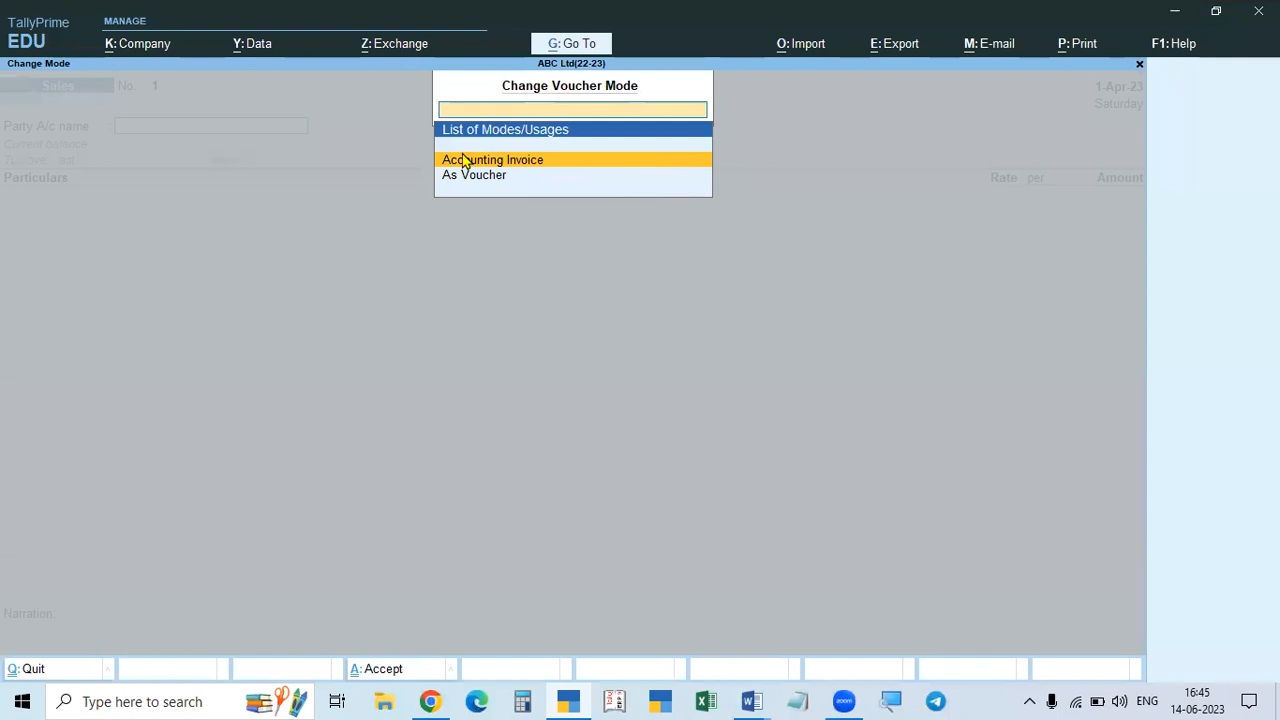 TallyPrime
EDU
MANAGE
K: Company
Y: Data
Z: Exchange
G: Go To
O: Import
E: Export
M: E-mail
P: Print
F1: Help
Change Mode
ABC Ltd(22-23)
Sales
No. 1
1-Apr-23
Saturday
Party A/c name
Current balance
Particulars
Rate per
Amount
Change Voucher Mode
List of Modes/Usages
Accounting Invoice
As Voucher
Narration:
Q: Quit
A: Accept
Type here to search
ENG
16:45
14-06-2023